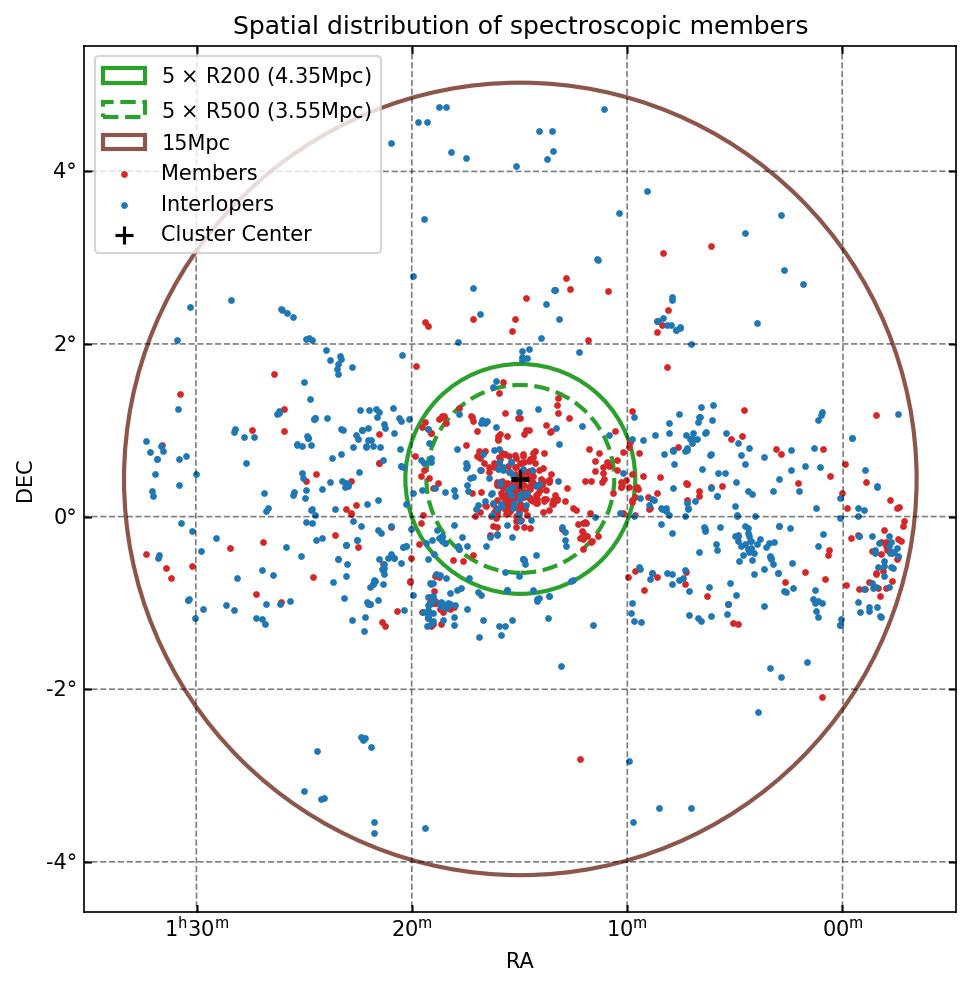 Spatial distribution of spectroscopic members
5 × R200 (4.35Mpc)
5 × R500 (3.55Mpc)
15Mpc
Members
Interlopers
Cluster Center
DEC
4°
2°
0°
-2°
-4°
1ʰ30ᵐ 20ᵐ 10ᵐ 00ᵐ
RA